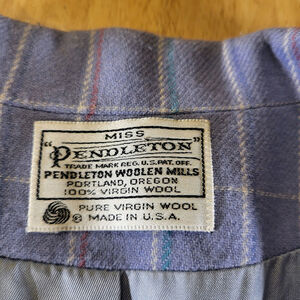 MISS
"PENDLETON"
TRADE MARK REG. U.S. PAT. OFF.
PENDLETON WOOLEN MILLS
PORTLAND, OREGON
100% VIRGIN WOOL
PURE VIRGIN WOOL
® MADE IN U.S.A.